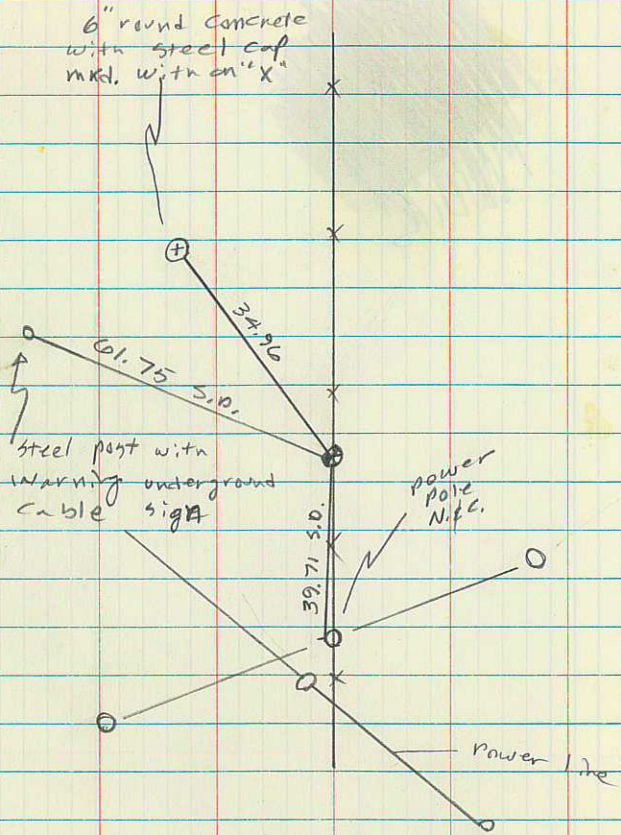 6" round concrete
with steel cap
mkd. with an "X"
34.96
61.75 S.D.
steel post with
warning underground
cable sign
power
pole
N.&C.
39.71 S.D.
power line